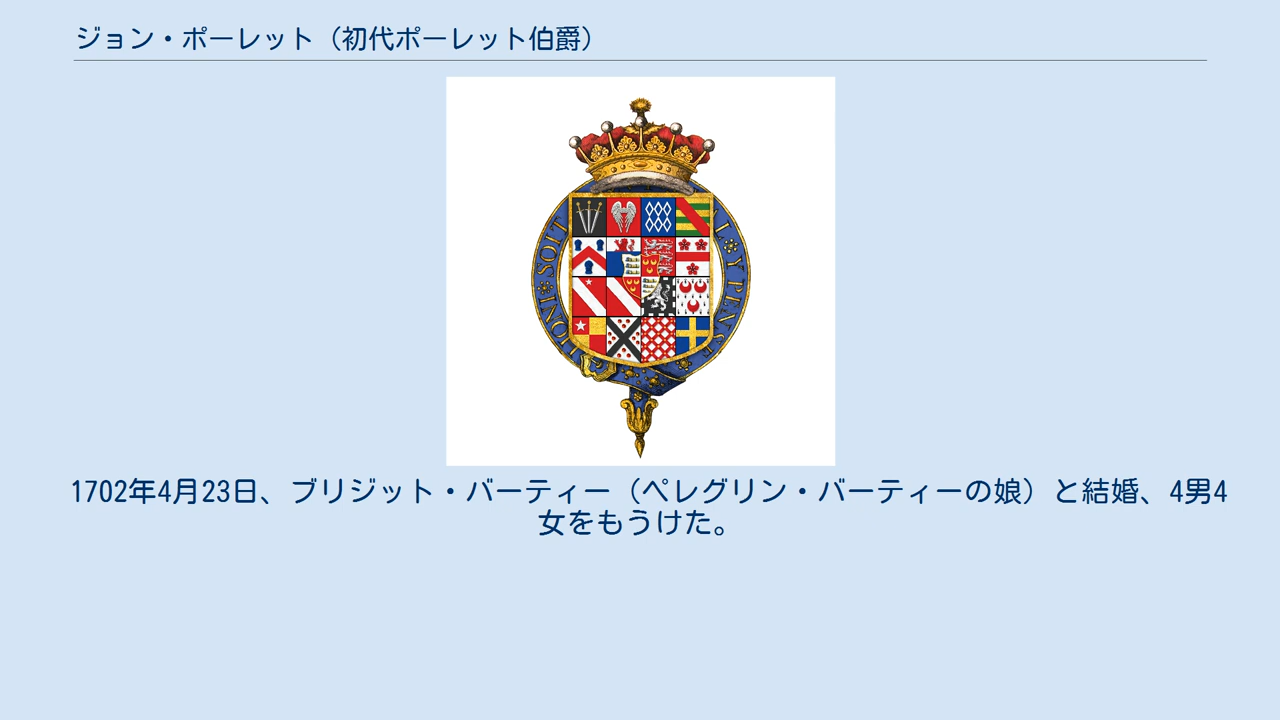 ジョン・ポーレット（初代ポーレット伯爵）
HONI SOIT
Y PENSE
1702年4月23日、ブリジット・バーティー（ペレグリン・バーティーの娘）と結婚、4男4
女をもうけた。